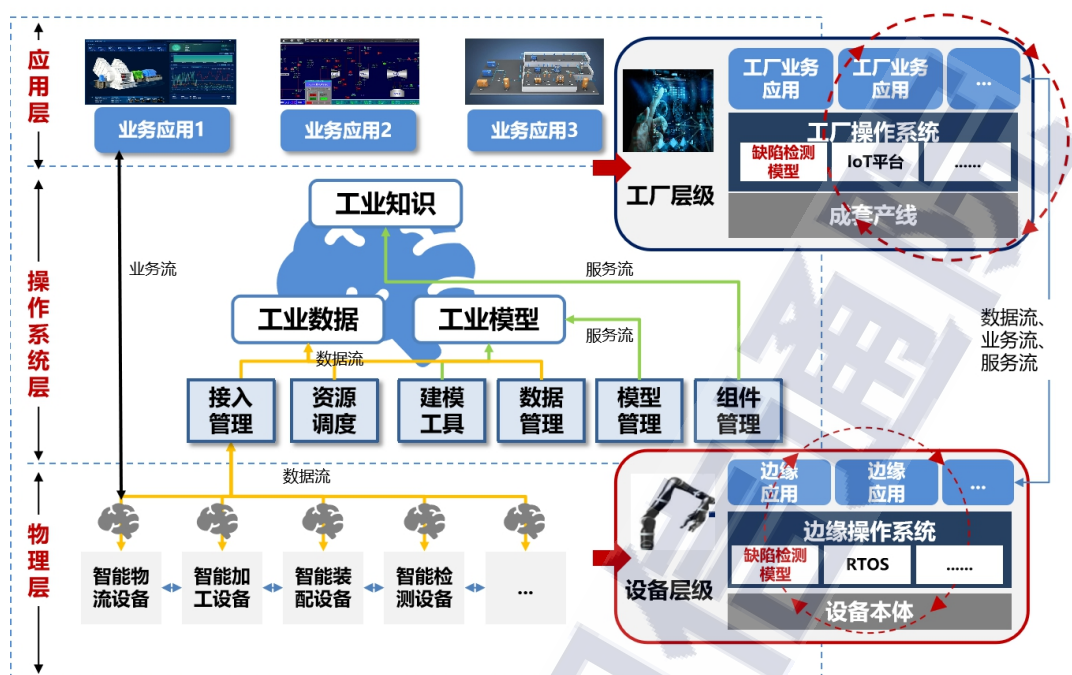 应用层
业务应用1
业务应用2
业务应用3
工厂层级
工厂业务
应用
工厂业务
应用
...
工厂操作系统
缺陷检测
模型
IoT平台
......
成套产线
操作系统层
工业知识
业务流
服务流
工业数据
工业模型
服务流
数据流
数据流、
业务流、
服务流
接入
管理
资源
调度
建模
工具
数据
管理
模型
管理
组件
管理
物理层
数据流
智能物
流设备
智能加
工设备
智能装
配设备
智能检
测设备
...
设备层级
边缘
应用
边缘
应用
...
边缘操作系统
缺陷检测
模型
RTOS
......
设备本体